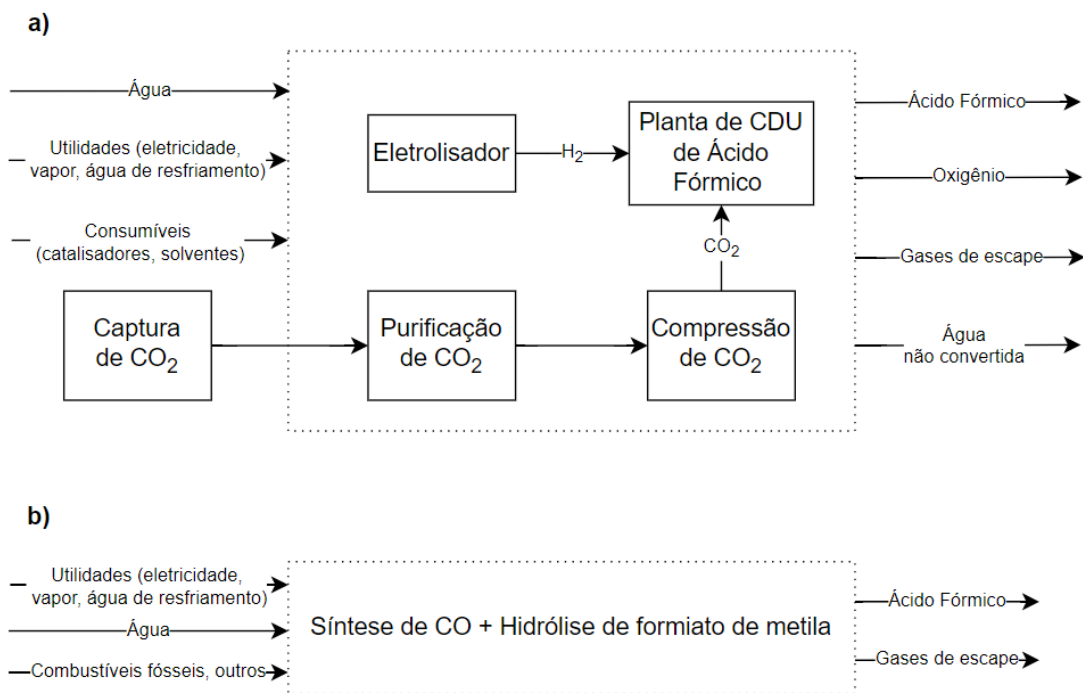 a)
Água
Utilidades (eletricidade,
vapor, água de resfriamento)
Consumíveis
(catalisadores, solventes)
Captura
de CO2
Eletrolisador
H2
Planta de CDU
de Ácido
Fórmico
CO2
Purificação
de CO2
Compressão
de CO2
Ácido Fórmico
Oxigênio
Gases de escape
Água
não convertida
b)
Utilidades (eletricidade,
vapor, água de resfriamento)
Água
Combustíveis fósseis, outros
Síntese de CO + Hidrólise de formiato de metila
Ácido Fórmico
Gases de escape